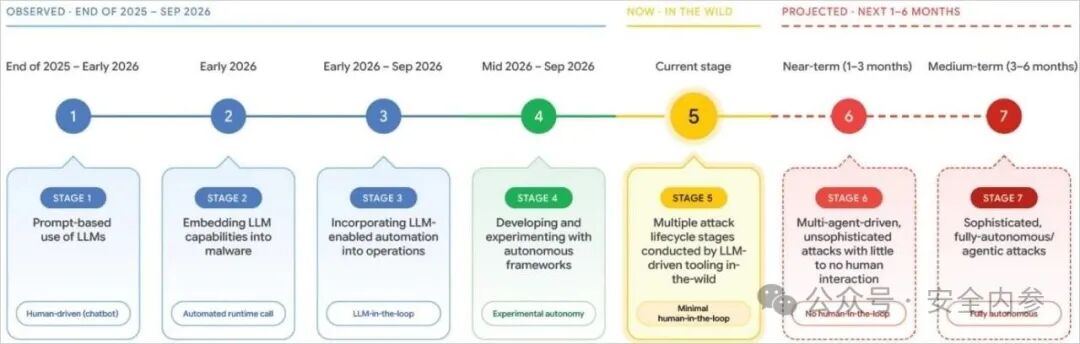 OBSERVED · END OF 2025 – SEP 2026
NOW · IN THE WILD
PROJECTED · NEXT 1–6 MONTHS
End of 2025 – Early 2026
Early 2026
Early 2026 – Sep 2026
Mid 2026 – Sep 2026
Current stage
Near-term (1–3 months)
Medium-term (3–6 months)
1
2
3
4
5
6
7
STAGE 1
Prompt-based
use of LLMs
Human-driven (chatbot)
STAGE 2
Embedding LLM
capabilities into
malware
Automated runtime call
STAGE 3
Incorporating LLM-
enabled automation
into operations
LLM-in-the-loop
STAGE 4
Developing and
experimenting with
autonomous
frameworks
Experimental autonomy
STAGE 5
Multiple attack
lifecycle stages
conducted by LLM-
driven tooling in-
the-wild
Minimal
human-in-the-loop
STAGE 6
Multi-agent-driven,
unsophisticated
attacks with little
to no human
interaction
No human-in-the-loop
STAGE 7
Sophisticated,
fully-autonomous/
agentic attacks
Fully autonomous
公众号 · 安全内参